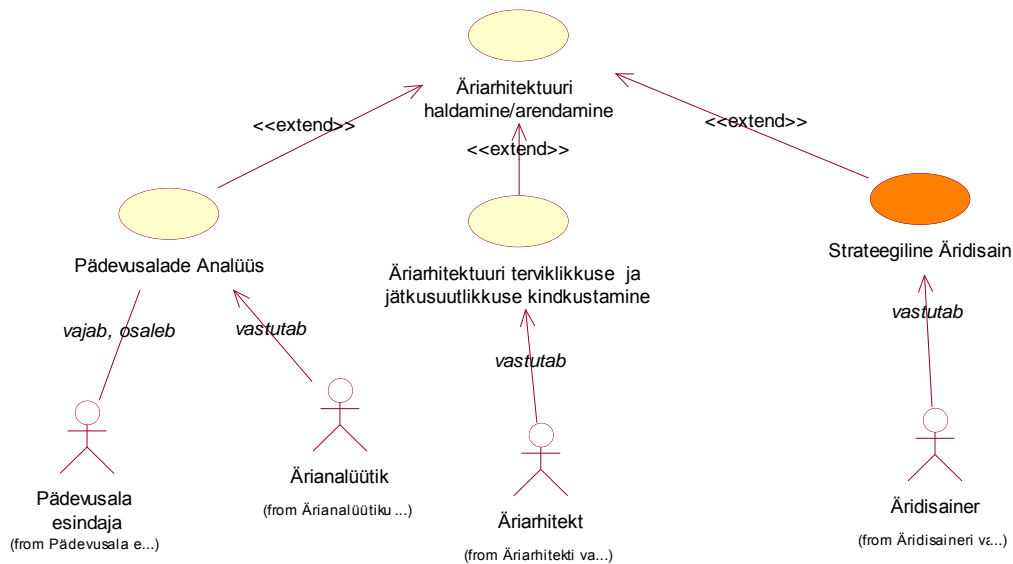 Äriarhitektuuri
haldamine/arendamine
<<extend>>
<<extend>>
<<extend>>
Pädevusalade Analüüs
Äriarhitektuuri terviklikkuse ja
jätkusuutlikkuse kindkustamine
Strateegiline Äridisain
vajab, osaleb
vastutab
vastutab
vastutab
Pädevusala
esindaja
(from Pädevusala e...)
Ärianalüütik
(from Ärianalüütiku ...)
Äriarhitekt
(from Äriarhitekti va...)
Äridisainer
(from Äridisaineri va...)